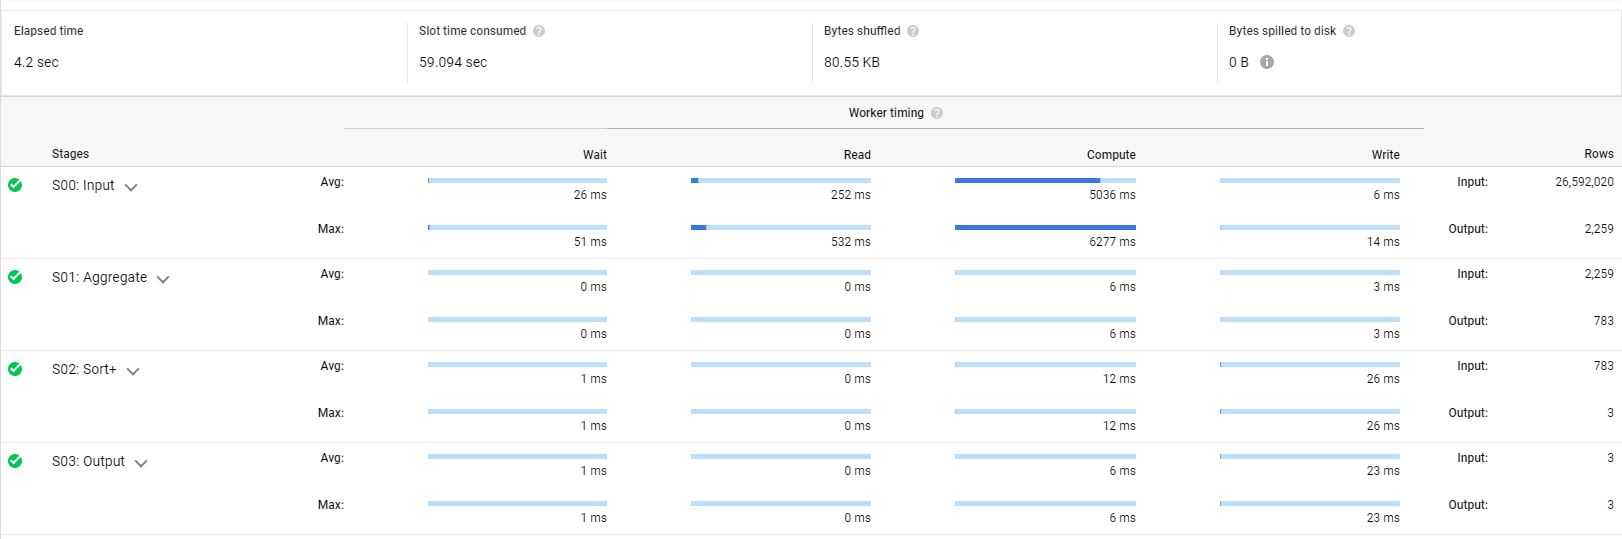 Elapsed time Slot time consumed Bytes shuffled Bytes spilled to disk
4.2 sec 59.094 sec 80.55 KB 0 B
Worker timing
Stages Wait Read Compute Write Rows
S00: Input Avg: 26 ms 252 ms 5036 ms 6 ms Input: 26,592,020
Max: 51 ms 532 ms 6277 ms 14 ms Output: 2,259
S01: Aggregate Avg: 0 ms 0 ms 6 ms 3 ms Input: 2,259
Max: 0 ms 0 ms 6 ms 3 ms Output: 783
S02: Sort+ Avg: 1 ms 0 ms 12 ms 26 ms Input: 783
Max: 1 ms 0 ms 12 ms 26 ms Output: 3
S03: Output Avg: 1 ms 0 ms 6 ms 23 ms Input: 3
Max: 1 ms 0 ms 6 ms 23 ms Output: 3